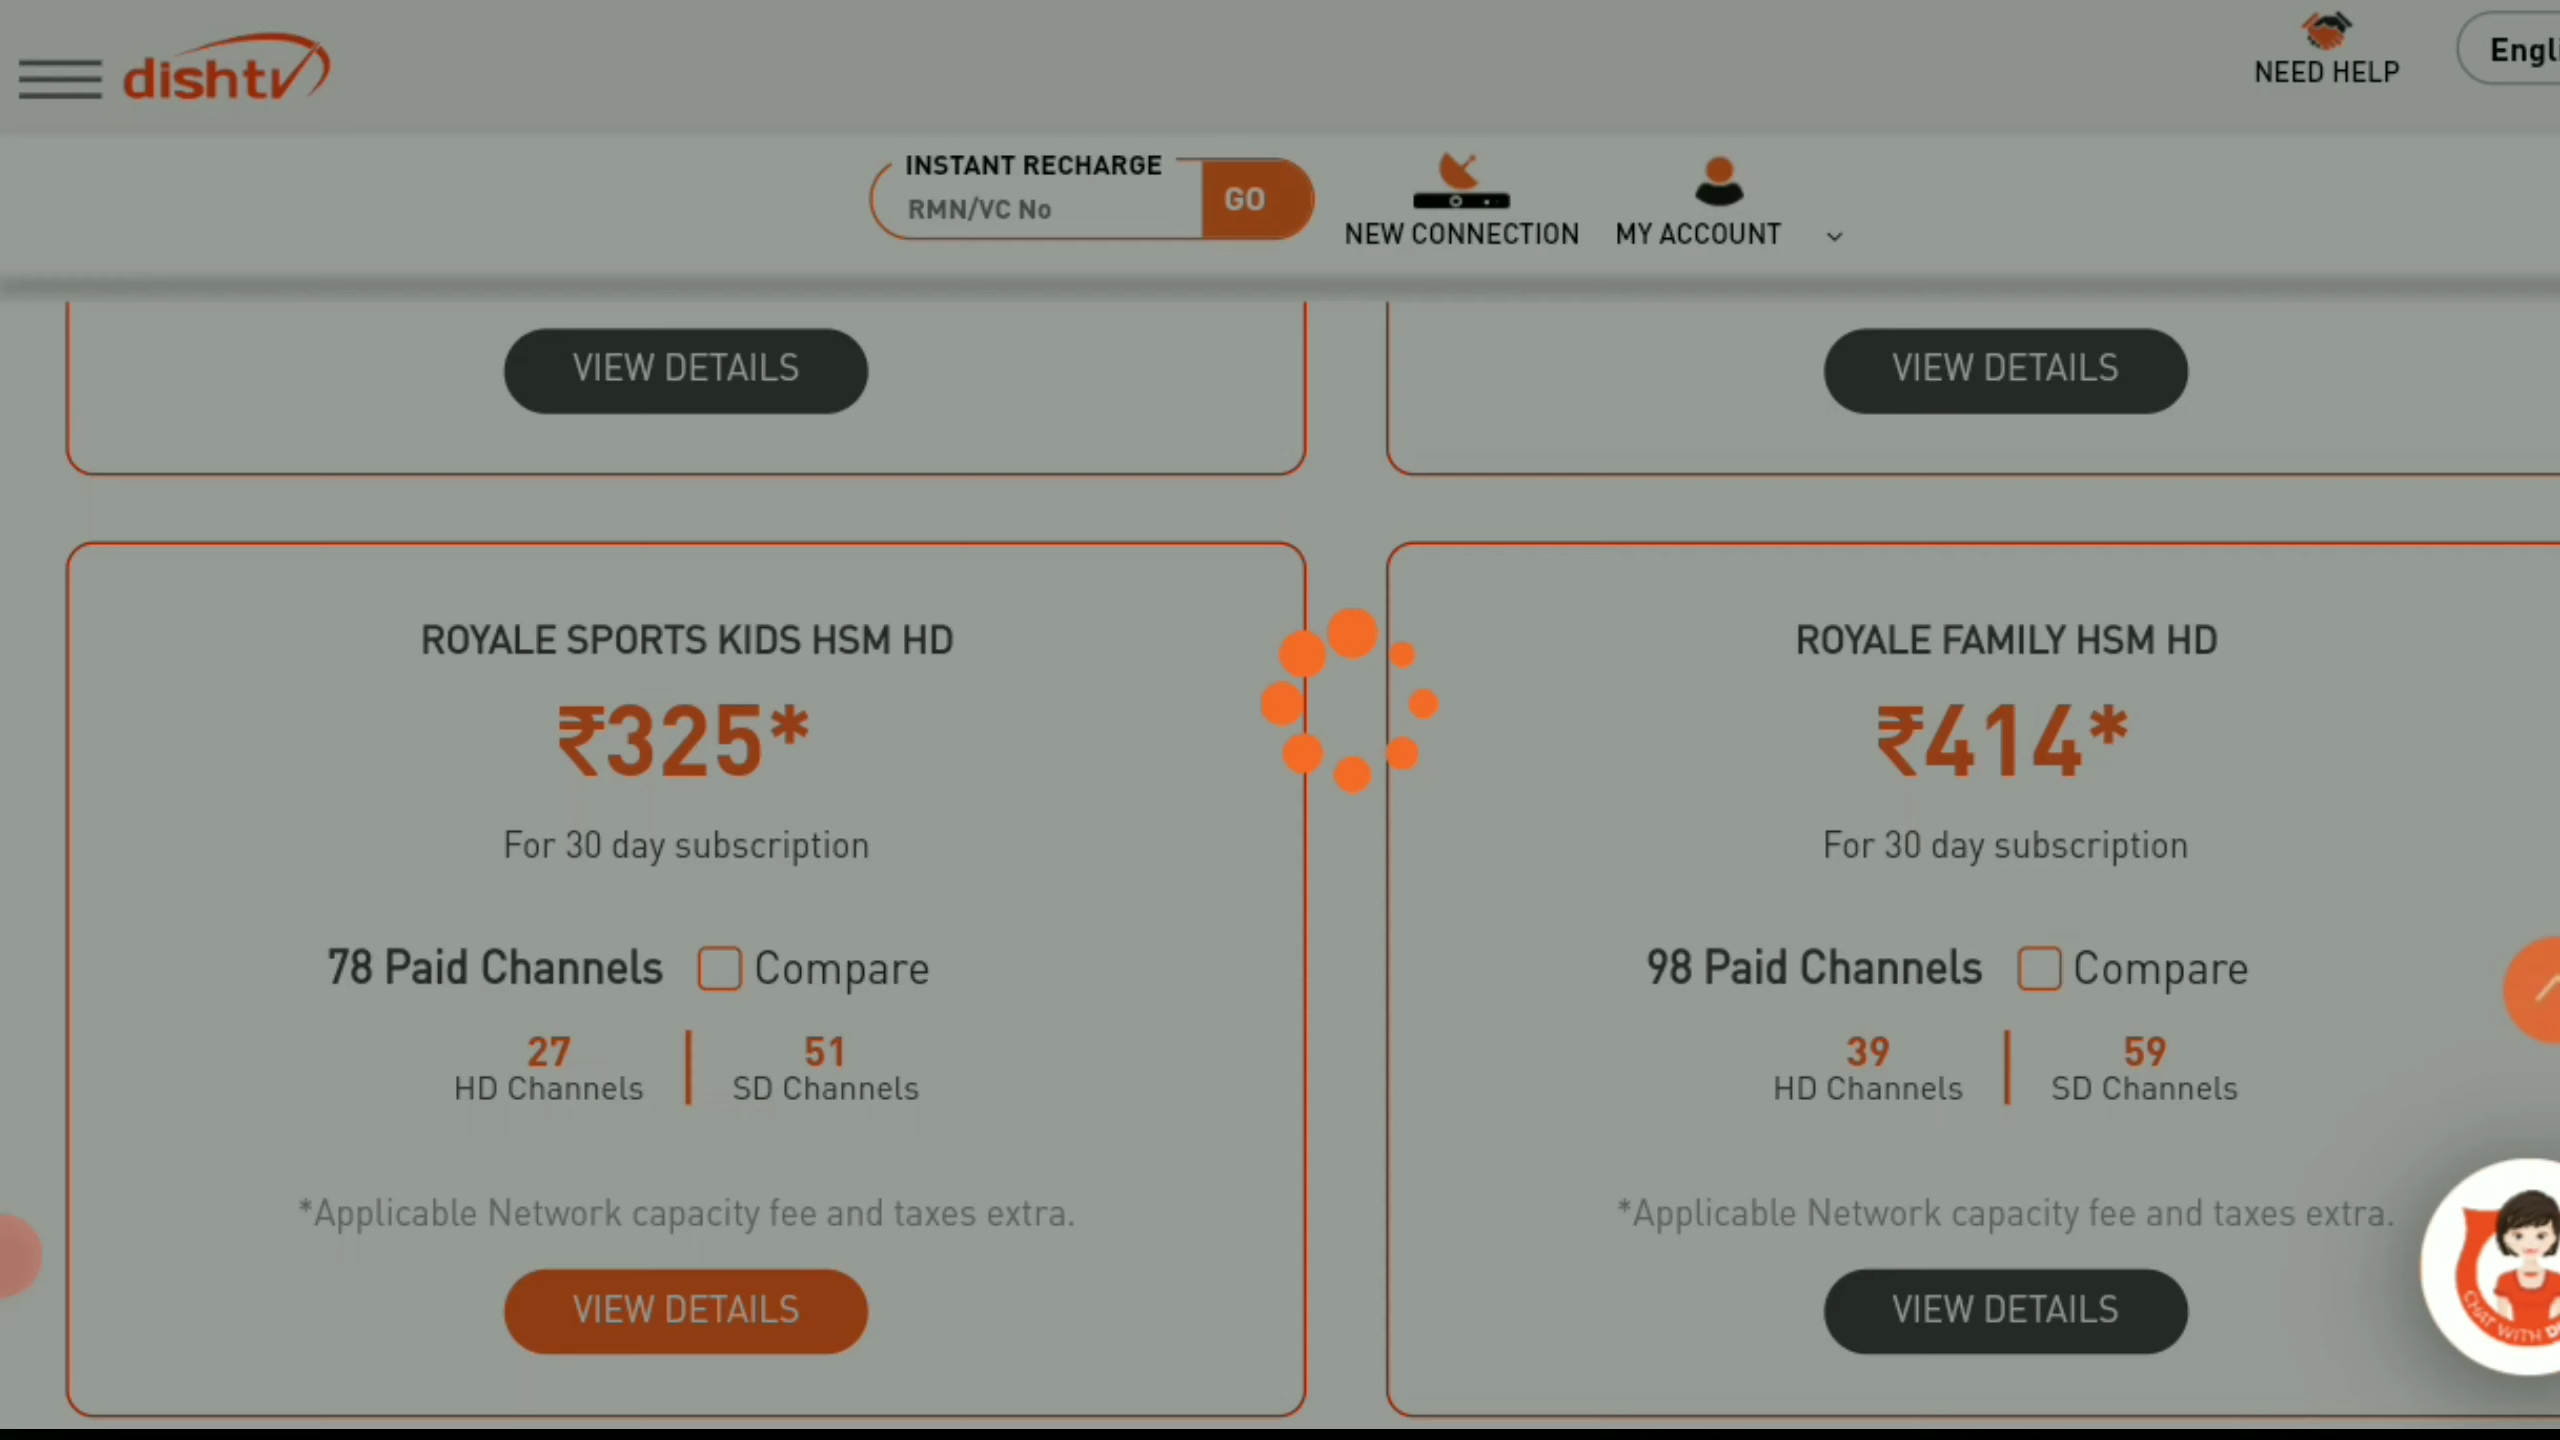 dishtv
NEED HELP
Engli
INSTANT RECHARGE
RMN/VC No
GO
NEW CONNECTION
MY ACCOUNT
VIEW DETAILS
VIEW DETAILS
ROYALE SPORTS KIDS HSM HD
₹325*
For 30 day subscription
78 Paid Channels
Compare
27
HD Channels
51
SD Channels
*Applicable Network capacity fee and taxes extra.
VIEW DETAILS
ROYALE FAMILY HSM HD
₹414*
For 30 day subscription
98 Paid Channels
Compare
39
HD Channels
59
SD Channels
*Applicable Network capacity fee and taxes extra.
VIEW DETAILS
CHAT WITH D